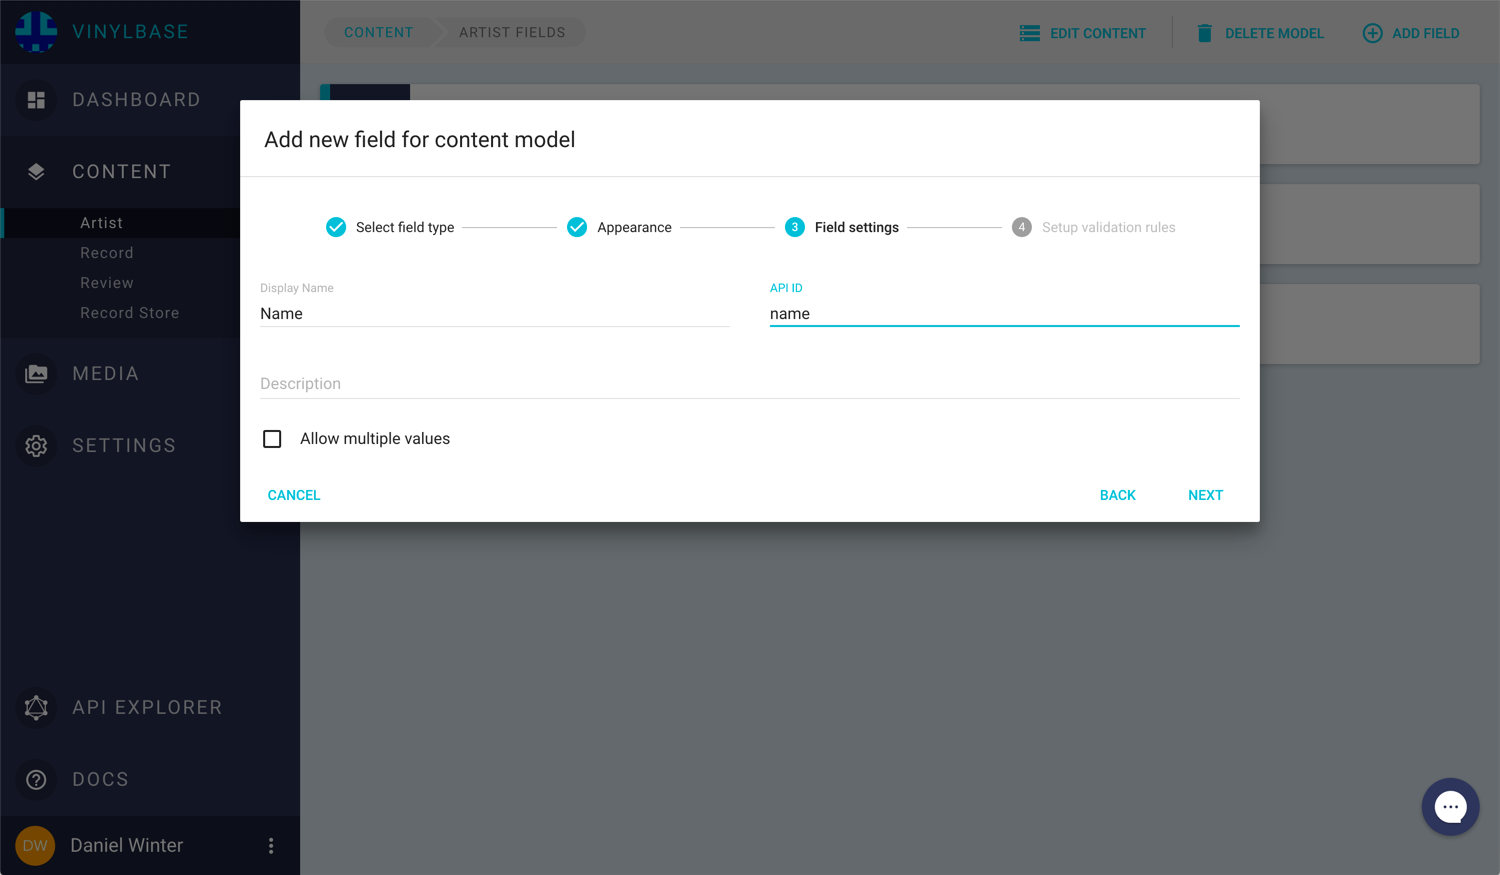 VINYLBASE
CONTENT ARTIST FIELDS
EDIT CONTENT DELETE MODEL ADD FIELD
DASHBOARD
CONTENT
Artist
Record
Review
Record Store
MEDIA
SETTINGS
API EXPLORER
DOCS
DW Daniel Winter
Add new field for content model
Select field type Appearance 3 Field settings 4 Setup validation rules
Display Name API ID
Name name
Description
Allow multiple values
CANCEL BACK NEXT